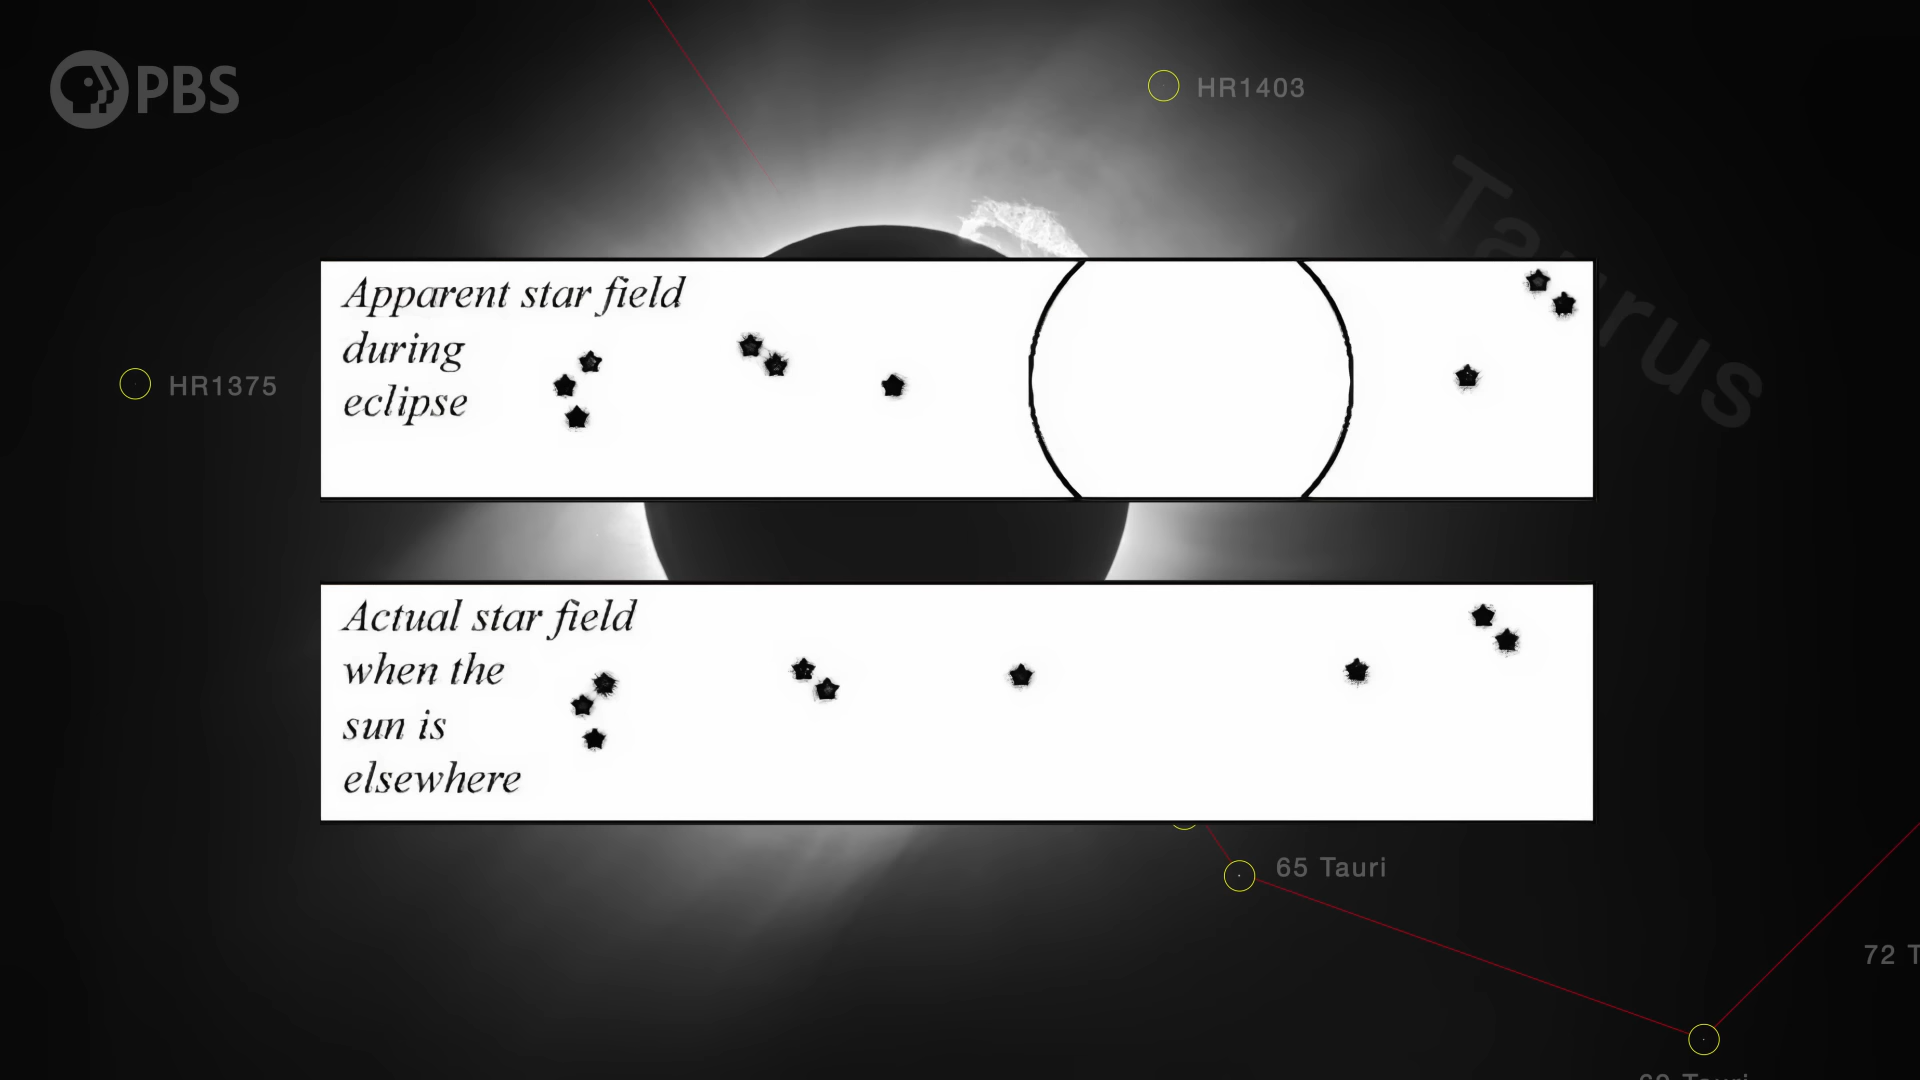 PBS
HR1403
Taurus
HR1375
Apparent star field
during
eclipse
Actual star field
when the
sun is
elsewhere
65 Tauri
72 T
Tauri